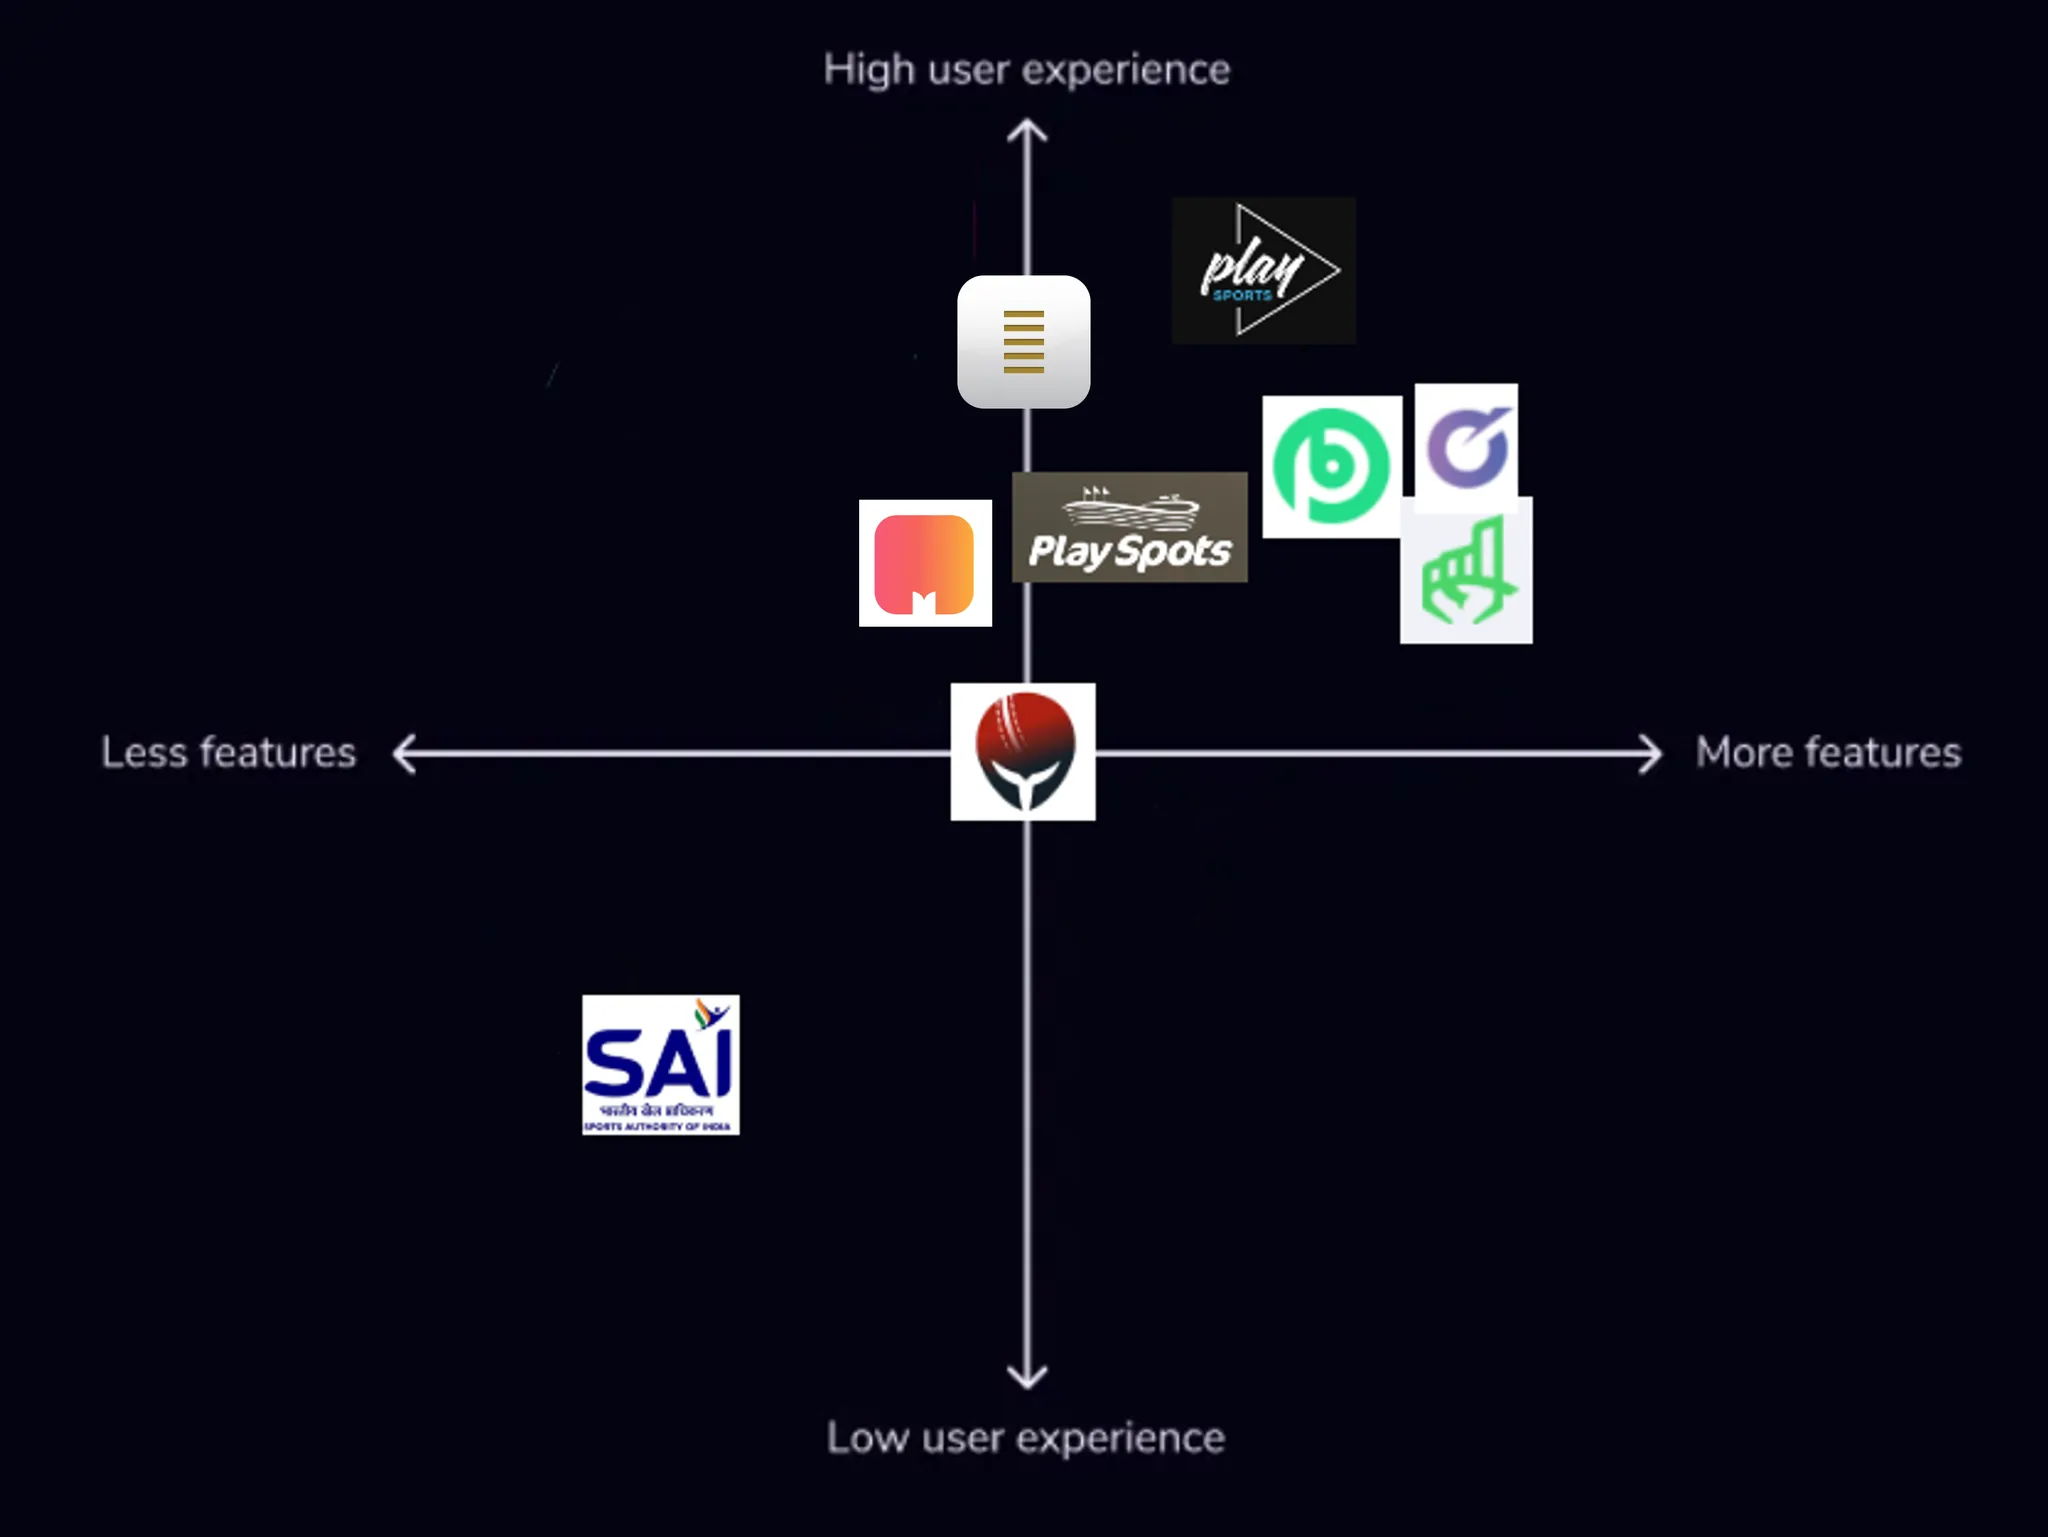 High user experience
play
SPORTS
Play Spots
Less features
More features
SAI
भारतीय खेल प्राधिकरण
SPORTS AUTHORITY OF INDIA
Low user experience